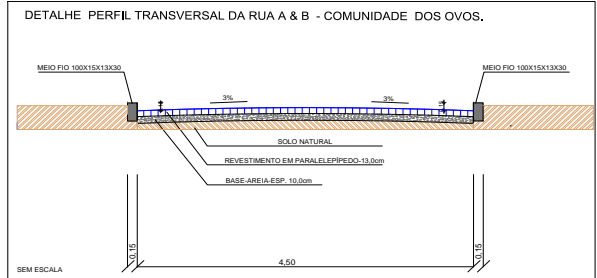 DETALHE PERFIL TRANSVERSAL DA RUA A & B - COMUNIDADE DOS OVOS.
MEIO FIO 100X15X13X30
MEIO FIO 100X15X13X30
3%
3%
SOLO NATURAL
REVESTIMENTO EM PARALELEPÍPEDO-13,0cm
BASE-AREIA-ESP. 10,0cm
0,15
4,50
0,15
SEM ESCALA